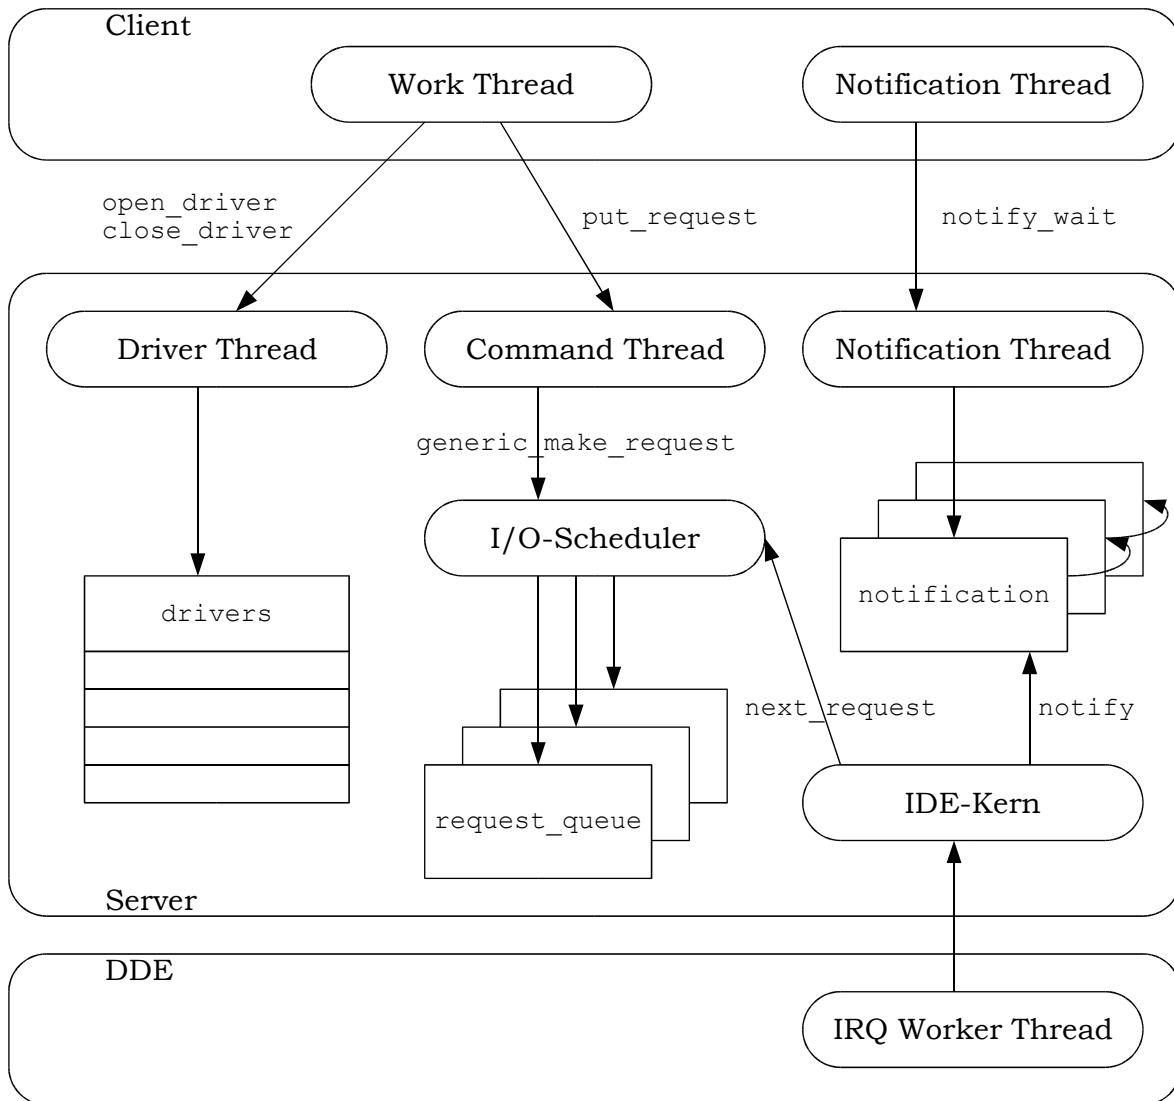 Client
Work Thread
Notification Thread
open_driver
close_driver
put_request
notify_wait
Driver Thread
Command Thread
Notification Thread
generic_make_request
I/O-Scheduler
notification
drivers
next_request
notify
request_queue
IDE-Kern
Server
DDE
IRQ Worker Thread